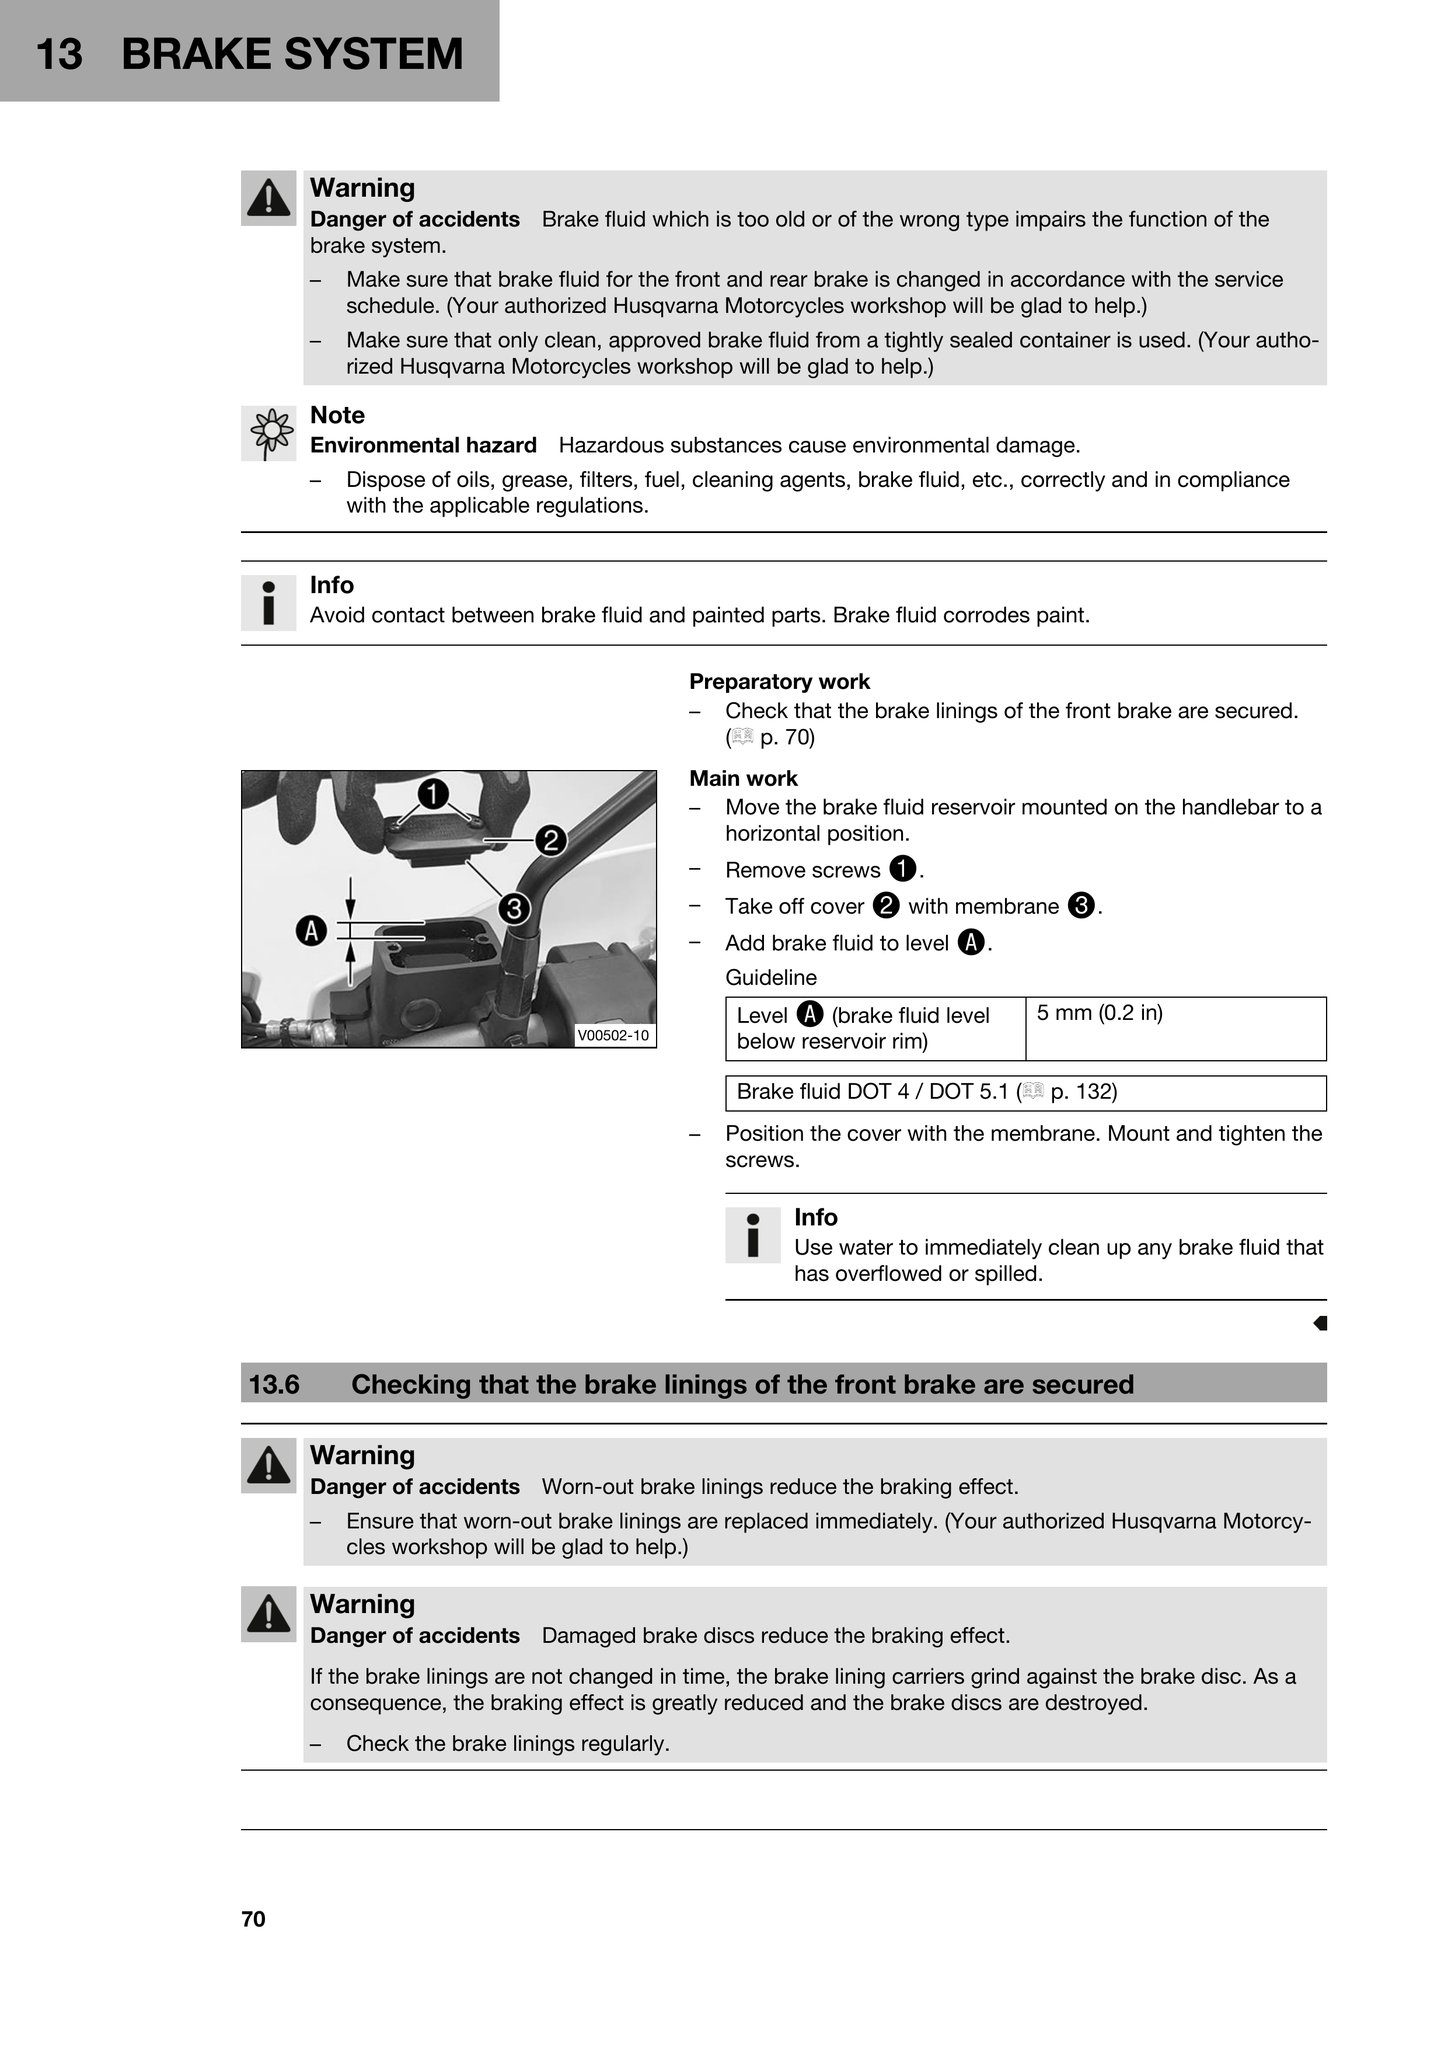 13 BRAKE SYSTEM
Warning
Danger of accidents Brake fluid which is too old or of the wrong type impairs the function of the
brake system.
– Make sure that brake fluid for the front and rear brake is changed in accordance with the service
schedule. (Your authorized Husqvarna Motorcycles workshop will be glad to help.)
– Make sure that only clean, approved brake fluid from a tightly sealed container is used. (Your autho-
rized Husqvarna Motorcycles workshop will be glad to help.)
Note
Environmental hazard Hazardous substances cause environmental damage.
– Dispose of oils, grease, filters, fuel, cleaning agents, brake fluid, etc., correctly and in compliance
with the applicable regulations.
Info
Avoid contact between brake fluid and painted parts. Brake fluid corrodes paint.
Preparatory work
– Check that the brake linings of the front brake are secured.
( p. 70)
1
2
3
A
V00502-10
Main work
– Move the brake fluid reservoir mounted on the handlebar to a
horizontal position.
– Remove screws 1.
– Take off cover 2 with membrane 3.
– Add brake fluid to level A.
Guideline
Level A (brake fluid level
below reservoir rim)
5 mm (0.2 in)
Brake fluid DOT 4 / DOT 5.1 ( p. 132)
– Position the cover with the membrane. Mount and tighten the
screws.
Info
Use water to immediately clean up any brake fluid that
has overflowed or spilled.
13.6 Checking that the brake linings of the front brake are secured
Warning
Danger of accidents Worn-out brake linings reduce the braking effect.
– Ensure that worn-out brake linings are replaced immediately. (Your authorized Husqvarna Motorcy-
cles workshop will be glad to help.)
Warning
Danger of accidents Damaged brake discs reduce the braking effect.
If the brake linings are not changed in time, the brake lining carriers grind against the brake disc. As a
consequence, the braking effect is greatly reduced and the brake discs are destroyed.
– Check the brake linings regularly.
70